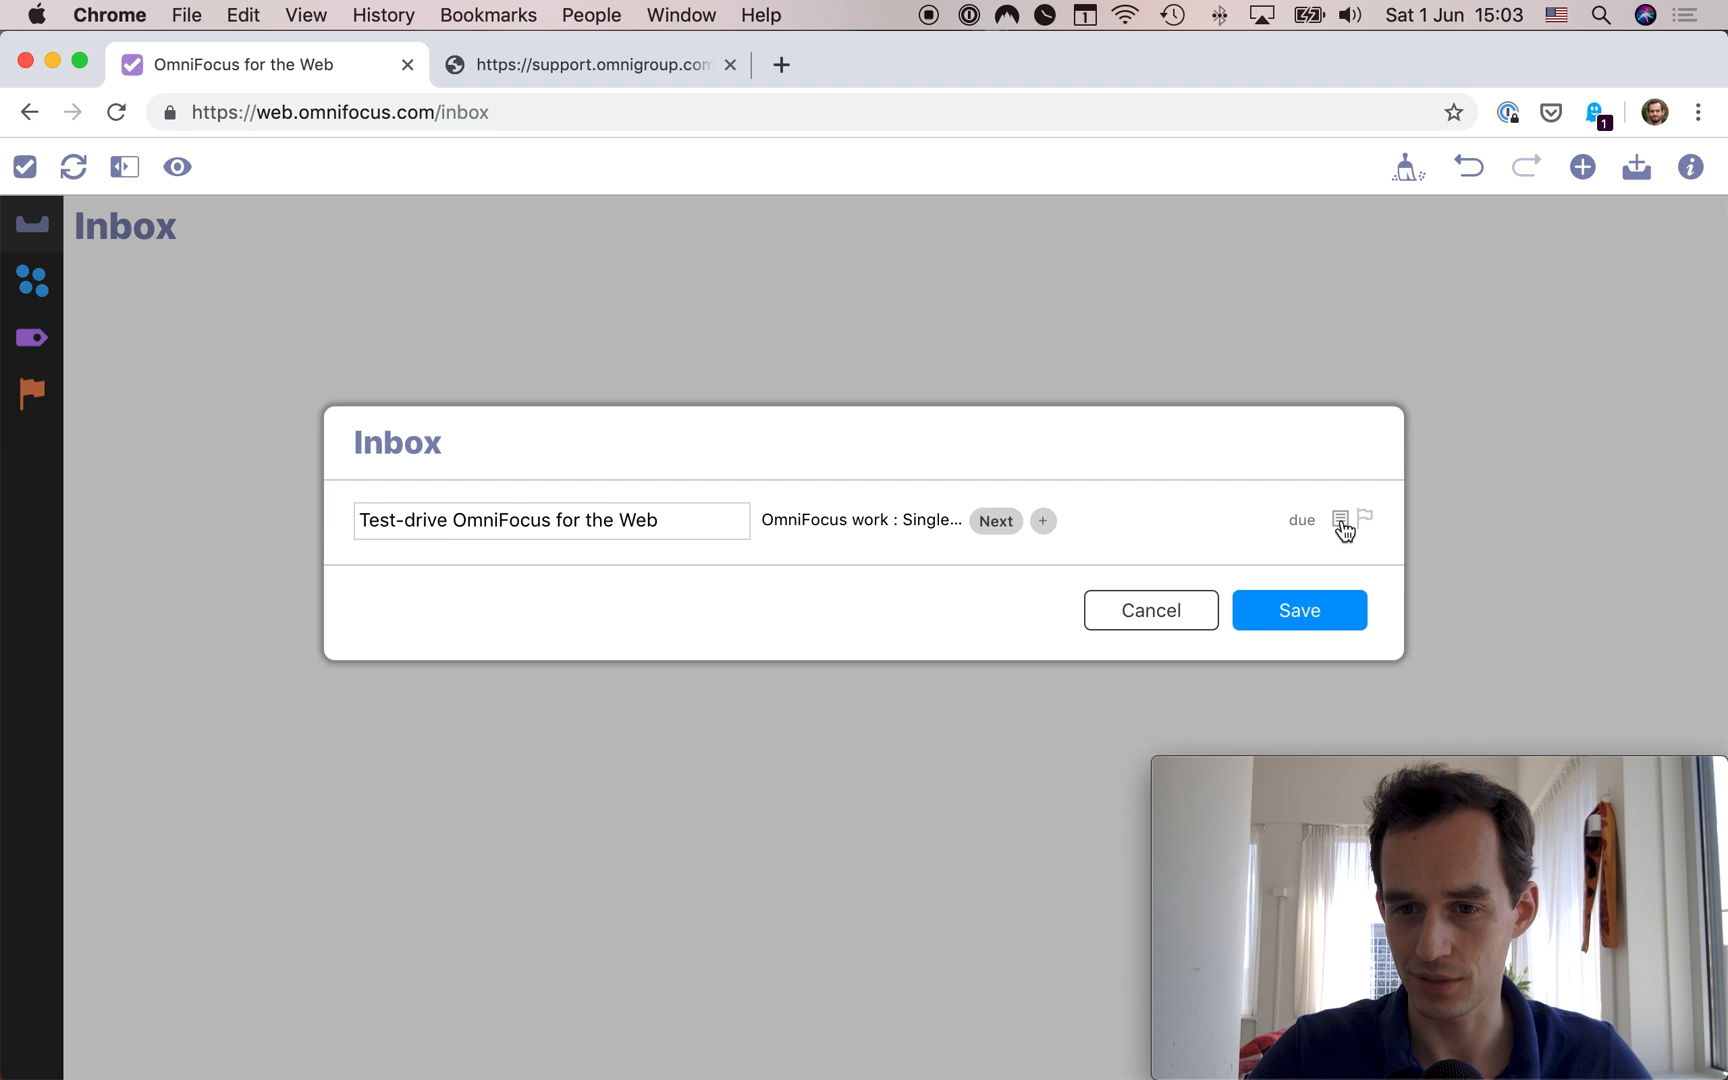 Chrome File Edit View History Bookmarks People Window Help 1 Sat 1 Jun 15:03
OmniFocus for the Web https://support.omnigroup.com
https://web.omnifocus.com/inbox 1
Inbox
Inbox
Test-drive OmniFocus for the Web OmniFocus work : Single... Next + due
Cancel Save